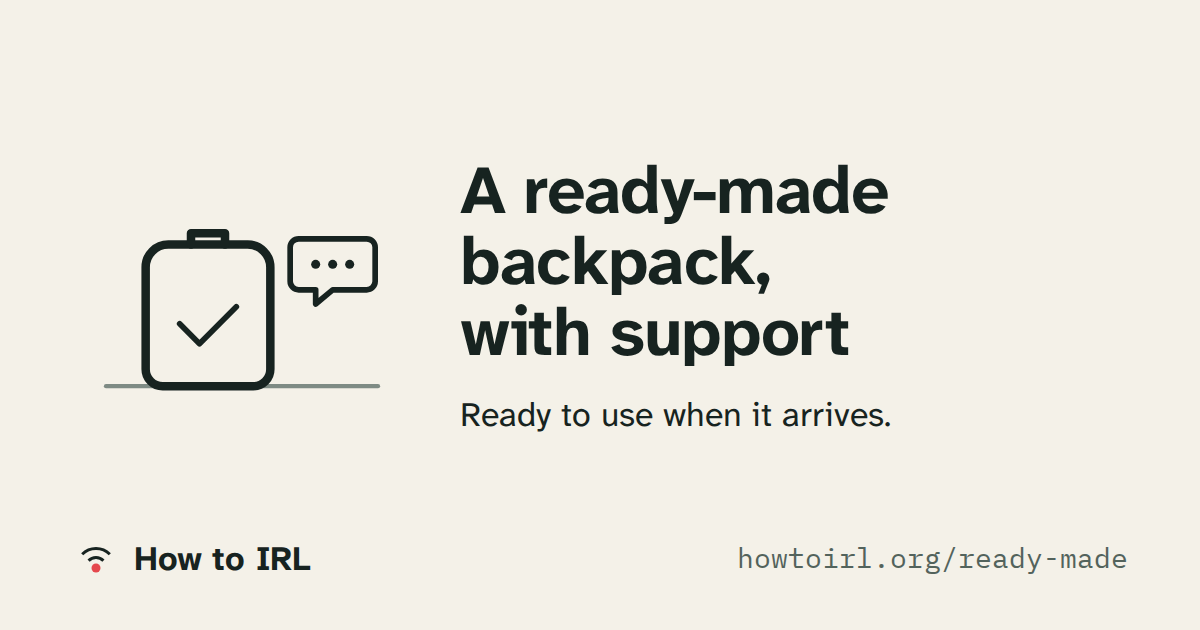 A ready-made
backpack,
with support
Ready to use when it arrives.
How to IRL
howtoirl.org/ready-made